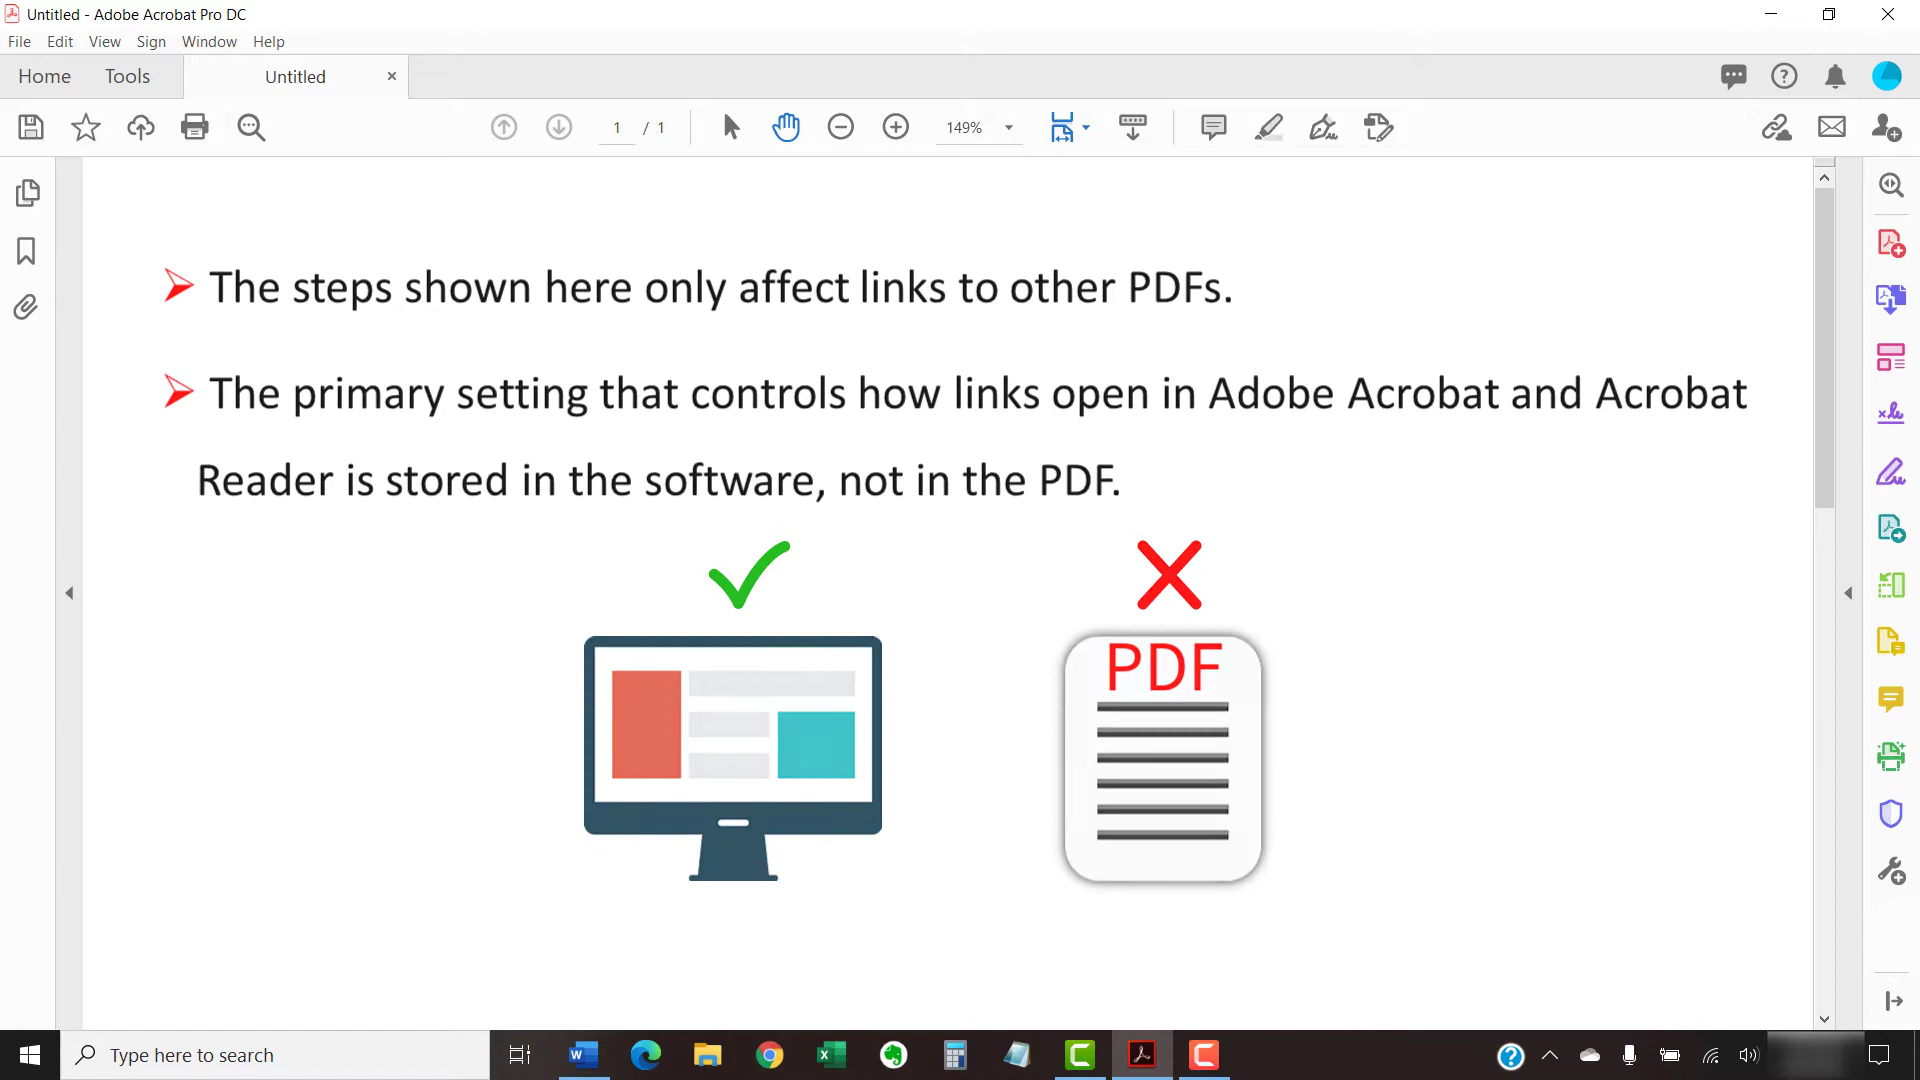 Untitled - Adobe Acrobat Pro DC
File Edit View Sign Window Help
Home Tools Untitled
1 / 1 149%
The steps shown here only affect links to other PDFs.
The primary setting that controls how links open in Adobe Acrobat and Acrobat
Reader is stored in the software, not in the PDF.
PDF
Type here to search